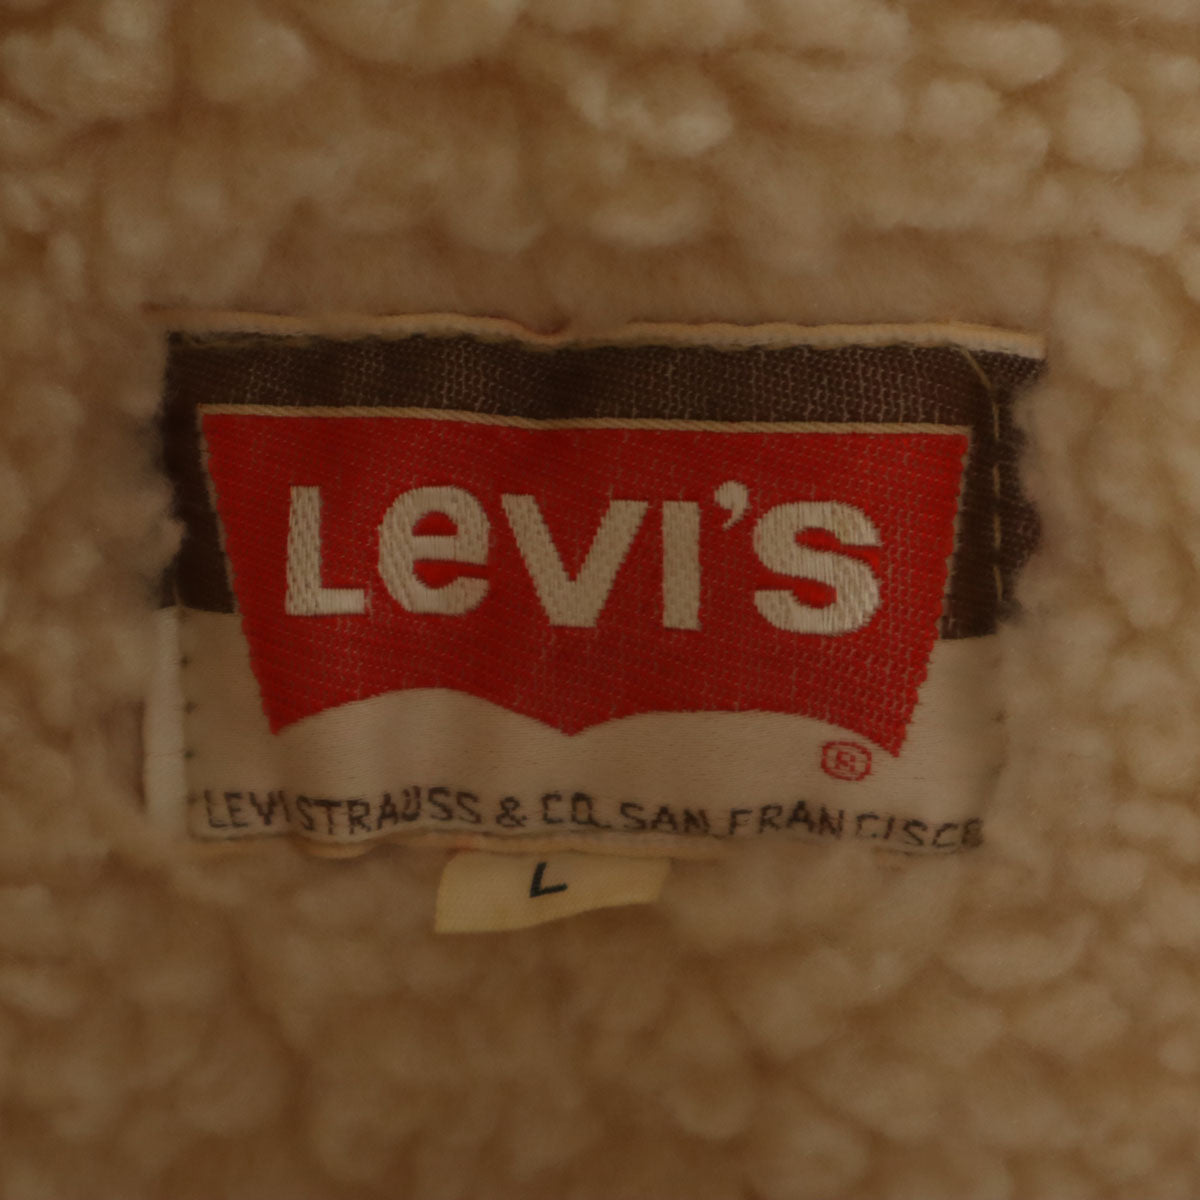 Levi's
®
LEVI STRAUSS & CO. SAN FRANCISCO
L